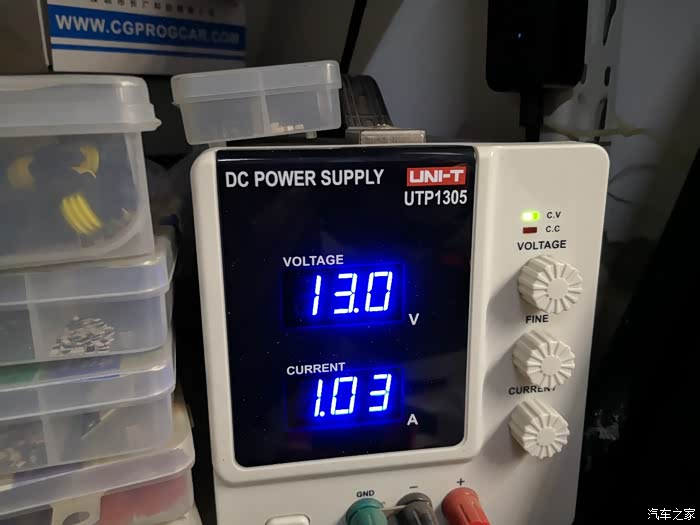 WWW.CGPROGCAR.COM
DC POWER SUPPLY
UNI-T
UTP1305
VOLTAGE
13.0
V
CURRENT
1.03
A
C.V
C.C
VOLTAGE
FINE
CURRENT
GND
−
+
汽车之家